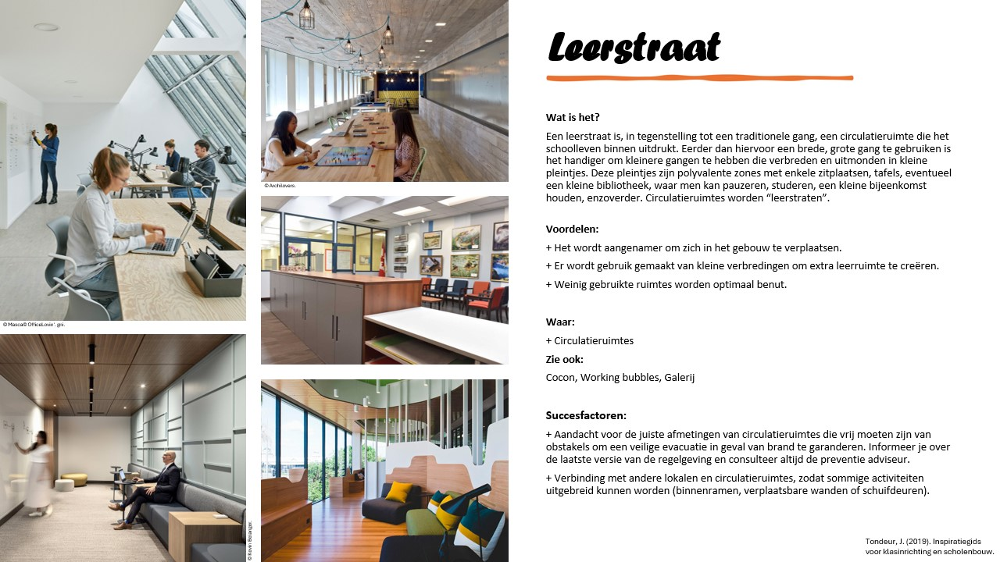 Leerstraat
Wat is het?
Een leerstraat is, in tegenstelling tot een traditionele gang, een circulatieruimte die het
schoolleven binnen uitdrukt. Eerder dan hiervoor een brede, grote gang te gebruiken is
het handiger om kleinere gangen te hebben die verbreden en uitmonden in kleine
pleintjes. Deze pleintjes zijn polyvalente zones met enkele zitplaatsen, tafels, eventueel
een kleine bibliotheek, waar men kan pauzeren, studeren, een kleine bijeenkomst
houden, enzoverder. Circulatieruimtes worden “leerstraten”.
Voordelen:
+ Het wordt aangenamer om zich in het gebouw te verplaatsen.
+ Er wordt gebruik gemaakt van kleine verbredingen om extra leerruimte te creëren.
+ Weinig gebruikte ruimtes worden optimaal benut.
Waar:
+ Circulatieruimtes
Zie ook:
Cocon, Working bubbles, Galerij
Succesfactoren:
+ Aandacht voor de juiste afmetingen van circulatieruimtes die vrij moeten zijn van
obstakels om een veilige evacuatie in geval van brand te garanderen. Informeer je over
de laatste versie van de regelgeving en consulteer altijd de preventie adviseur.
+ Verbinding met andere lokalen en circulatieruimtes, zodat sommige activiteiten
uitgebreid kunnen worden (binnenramen, verplaatsbare wanden of schuifdeuren).
Tondeur, J. (2019). Inspiratiegids
voor klasinrichting en scholenbouw.
© Archilovers.
© Masca© OfficeLovin'. gni.
© Kevin Belanger.